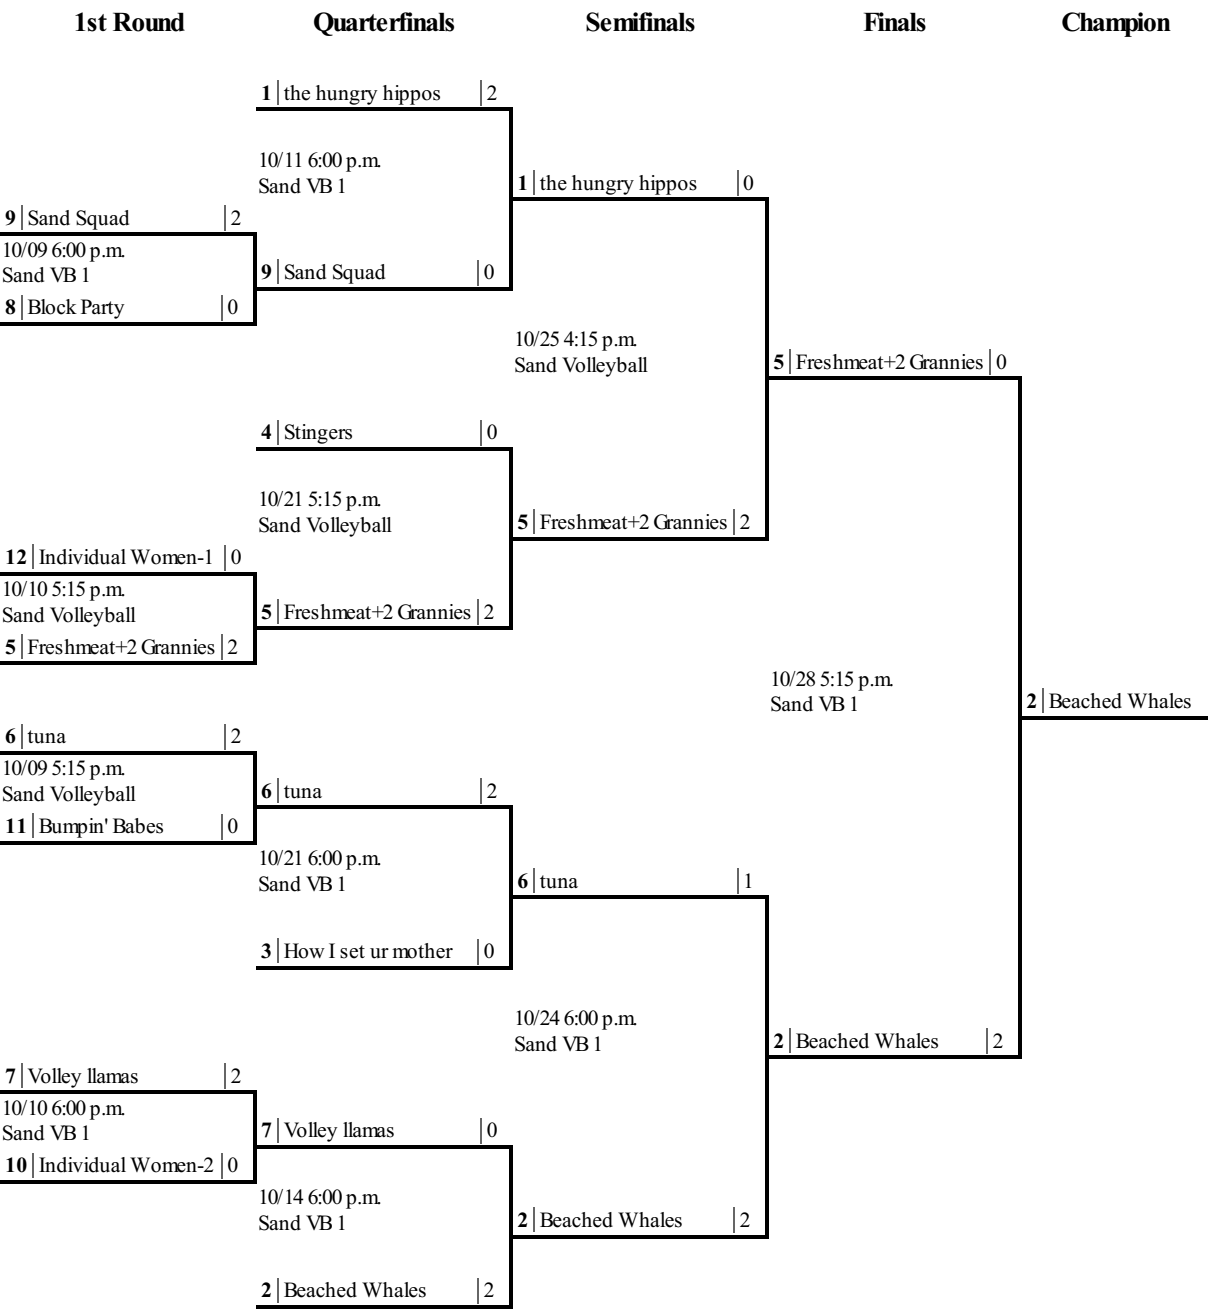 1st Round Quarterfinals Semifinals Finals Champion
1 the hungry hippos 2
10/11 6:00 p.m.
Sand VB 1
1 the hungry hippos 0
9 Sand Squad 2
10/09 6:00 p.m.
Sand VB 1
8 Block Party 0
9 Sand Squad 0
10/25 4:15 p.m.
Sand Volleyball
5 Freshmeat+2 Grannies 0
4 Stingers 0
10/21 5:15 p.m.
Sand Volleyball
5 Freshmeat+2 Grannies 2
12 Individual Women-1 0
10/10 5:15 p.m.
Sand Volleyball
5 Freshmeat+2 Grannies 2
5 Freshmeat+2 Grannies 2
10/28 5:15 p.m.
Sand VB 1
2 Beached Whales
6 tuna 2
10/09 5:15 p.m.
Sand Volleyball
11 Bumpin' Babes 0
6 tuna 2
10/21 6:00 p.m.
Sand VB 1
6 tuna 1
3 How I set ur mother 0
10/24 6:00 p.m.
Sand VB 1
2 Beached Whales 2
7 Volley llamas 2
10/10 6:00 p.m.
Sand VB 1
10 Individual Women-2 0
7 Volley llamas 0
10/14 6:00 p.m.
Sand VB 1
2 Beached Whales 2
2 Beached Whales 2